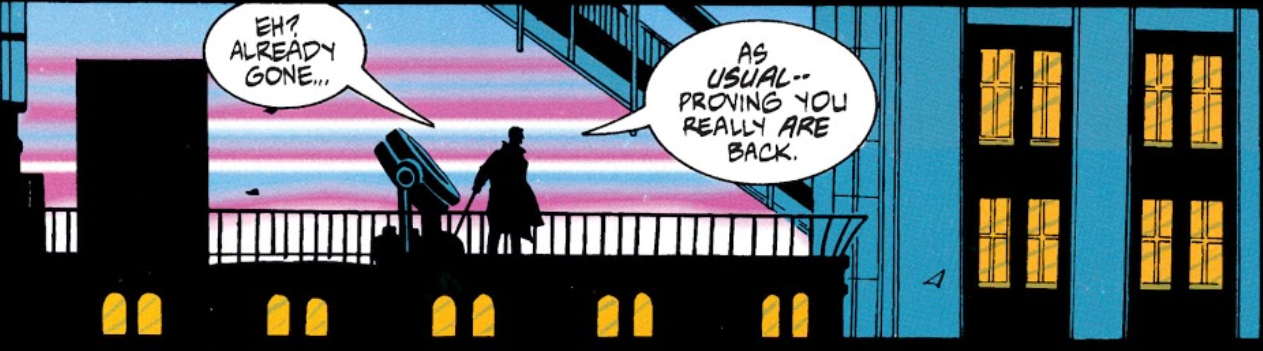 EH?
ALREADY
GONE...
AS
USUAL--
PROVING YOU
REALLY ARE
BACK.